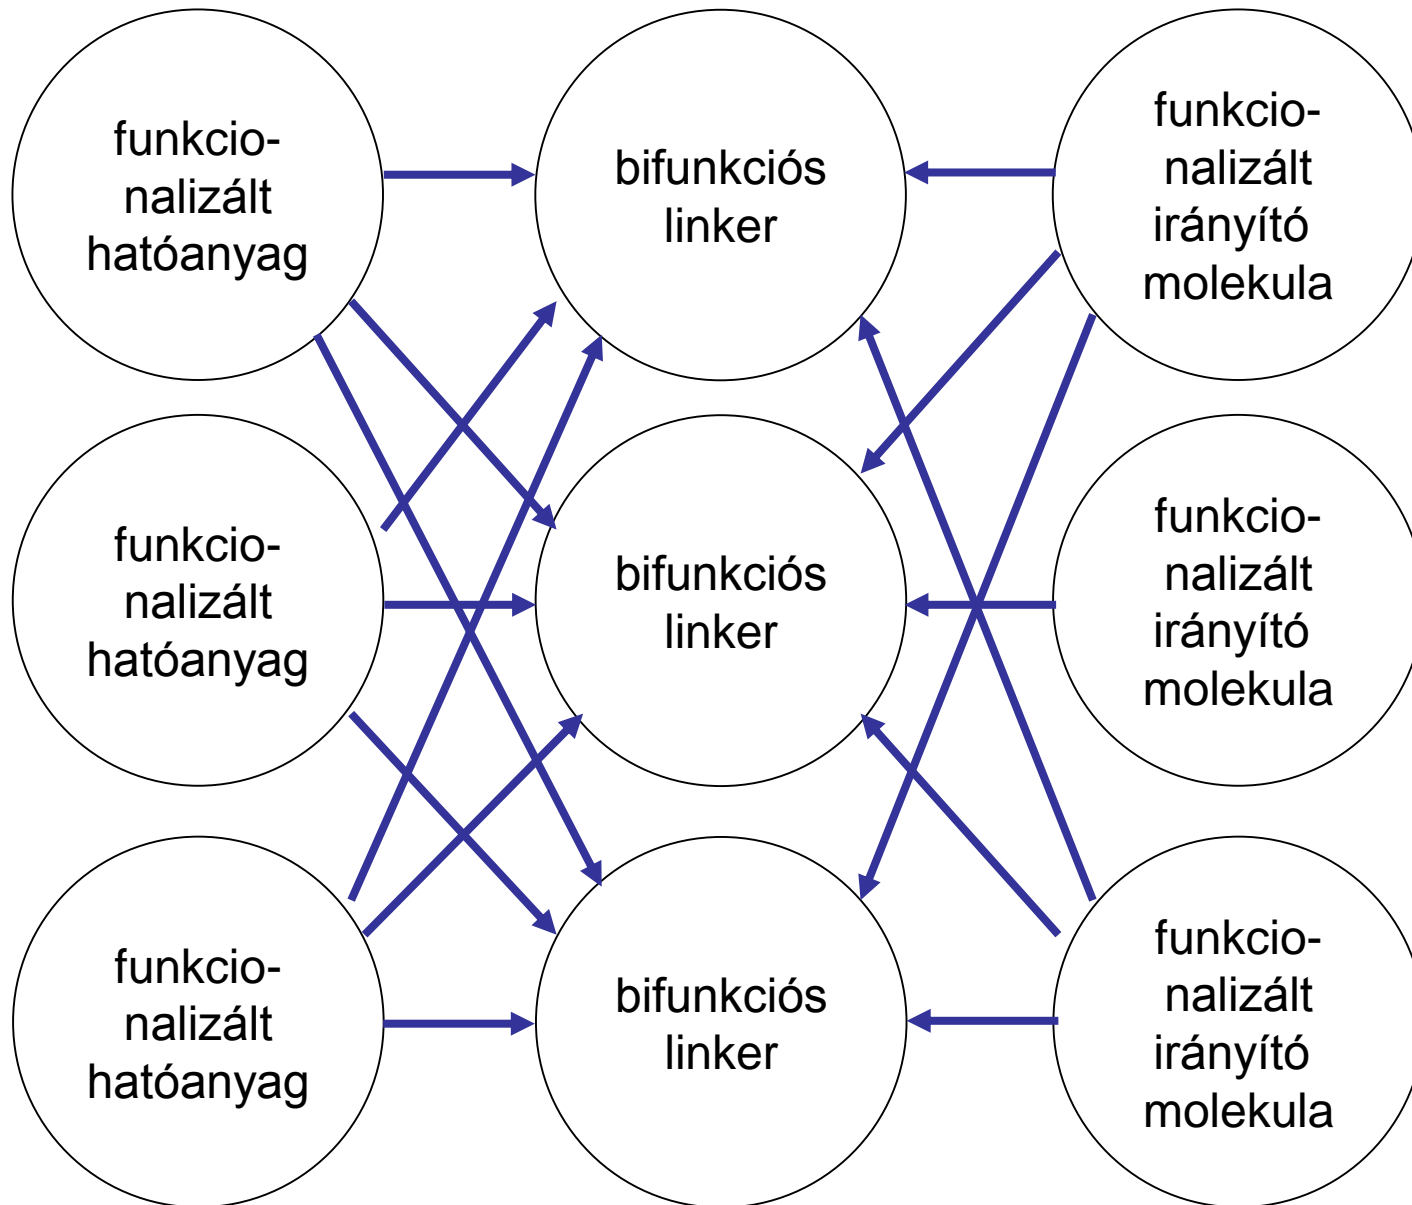 funkcio-
nalizált
hatóanyag
bifunkciós
linker
funkcio-
nalizált
irányító
molekula
funkcio-
nalizált
hatóanyag
bifunkciós
linker
funkcio-
nalizált
irányító
molekula
funkcio-
nalizált
hatóanyag
bifunkciós
linker
funkcio-
nalizált
irányító
molekula